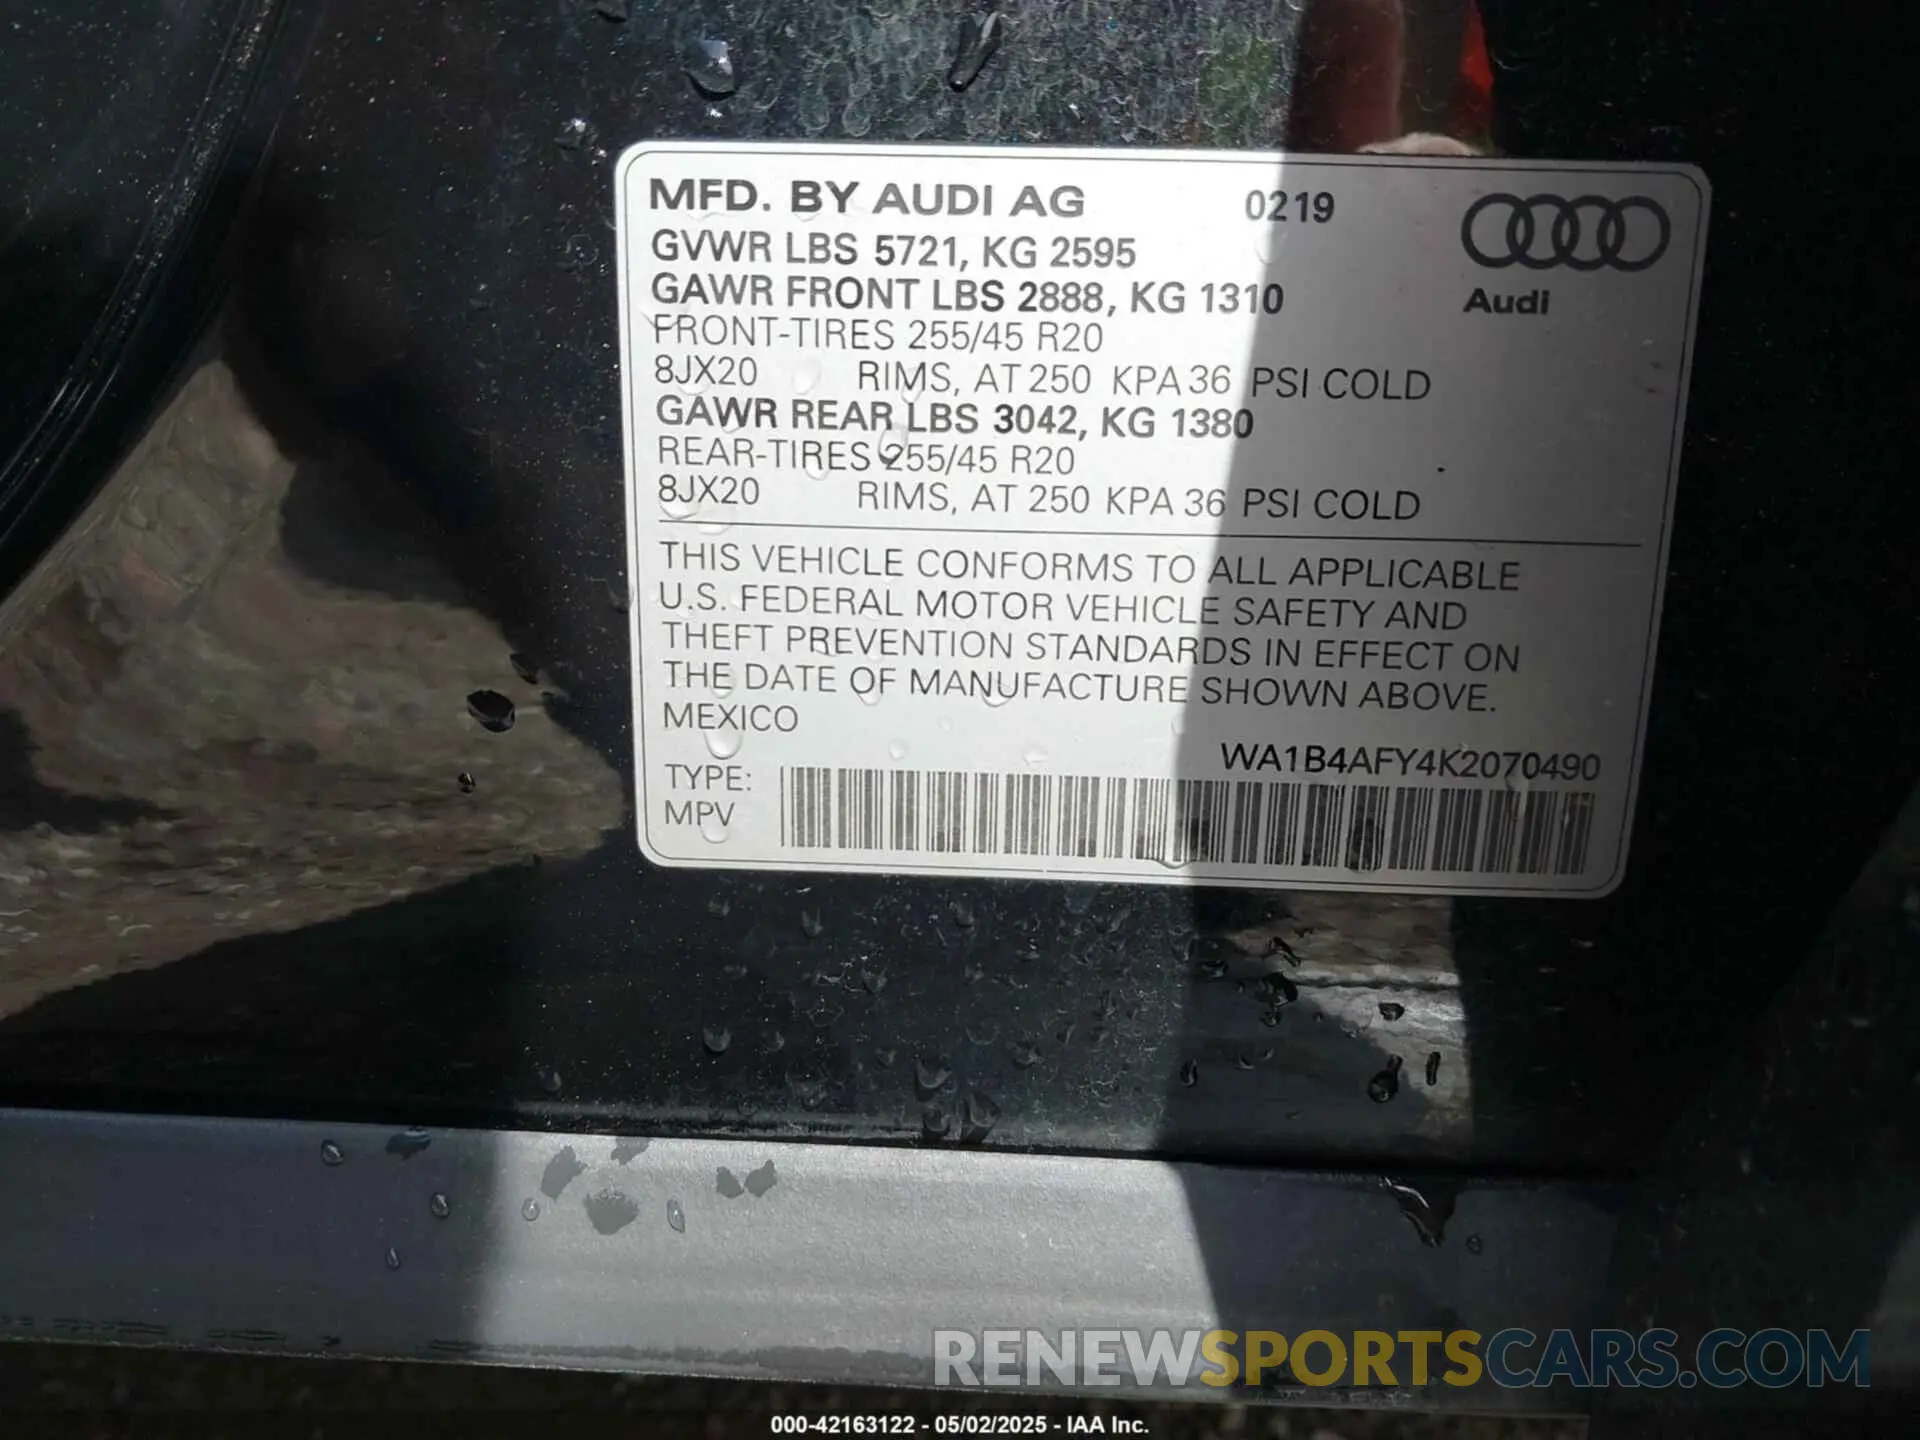 MFD. BY AUDI AG 0219
GVWR LBS 5721, KG 2595
GAWR FRONT LBS 2888, KG 1310
Audi
FRONT-TIRES 255/45 R20
8JX20 RIMS, AT 250 KPA 36 PSI COLD
GAWR REAR LBS 3042, KG 1380
REAR-TIRES 255/45 R20
8JX20 RIMS, AT 250 KPA 36 PSI COLD
THIS VEHICLE CONFORMS TO ALL APPLICABLE
U.S. FEDERAL MOTOR VEHICLE SAFETY AND
THEFT PREVENTION STANDARDS IN EFFECT ON
THE DATE OF MANUFACTURE SHOWN ABOVE.
MEXICO
WA1B4AFY4K2070490
TYPE:
MPV
RENEWSPORTSCARS.COM
000-42163122 - 05/02/2025 - IAA Inc.